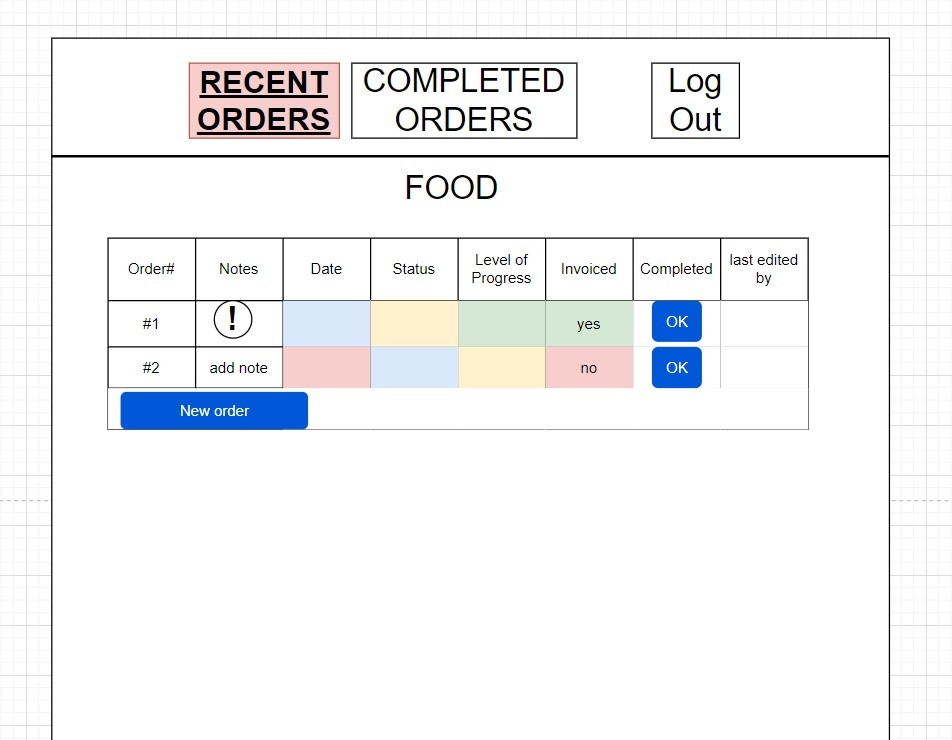 RECENT
ORDERS
COMPLETED
ORDERS
Log
Out
FOOD
Order#
Notes
Date
Status
Level of
Progress
Invoiced
Completed
last edited
by
#1
!
yes
OK
#2
add note
no
OK
New order